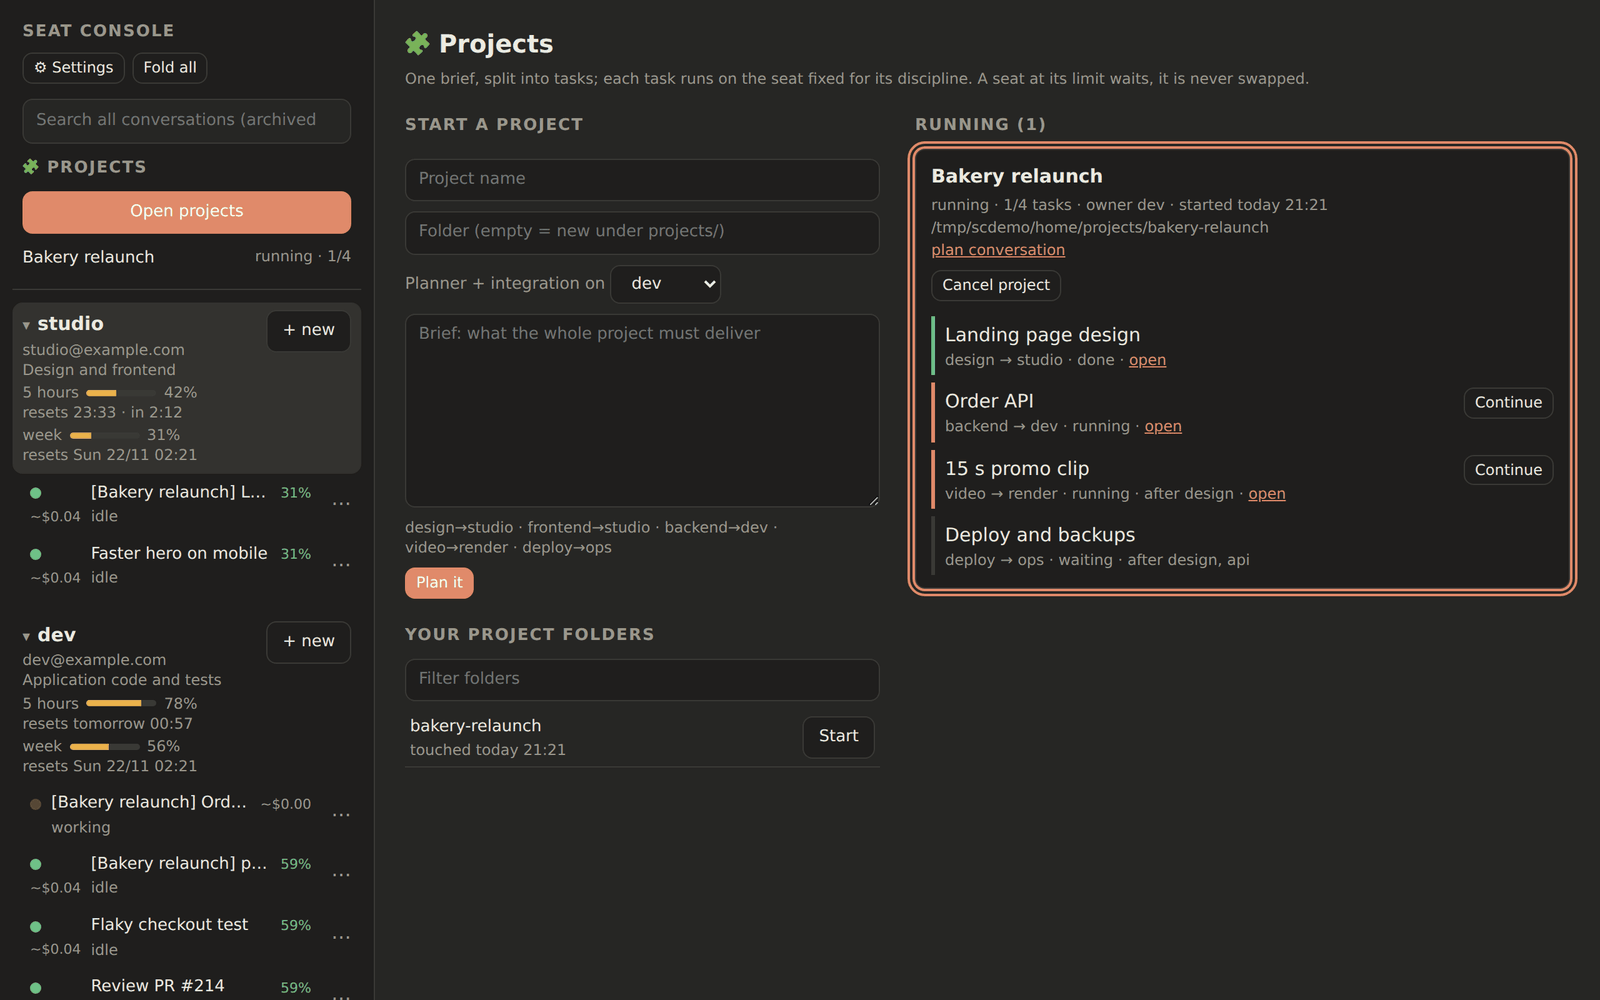 SEAT CONSOLE
⚙ Settings
Fold all
Search all conversations (archived
PROJECTS
Open projects
Bakery relaunch
running · 1/4
▾ studio
+ new
studio@example.com
Design and frontend
5 hours 42%
resets 23:33 · in 2:12
week 31%
resets Sun 22/11 02:21
[Bakery relaunch] L... 31%
~$0.04 idle
...
Faster hero on mobile 31%
~$0.04 idle
...
▾ dev
+ new
dev@example.com
Application code and tests
5 hours 78%
resets tomorrow 00:57
week 56%
resets Sun 22/11 02:21
[Bakery relaunch] Ord... ~$0.00
working
...
[Bakery relaunch] p... 59%
~$0.04 idle
...
Flaky checkout test 59%
~$0.04 idle
...
Review PR #214 59%
...
Projects
One brief, split into tasks; each task runs on the seat fixed for its discipline. A seat at its limit waits, it is never swapped.
START A PROJECT
Project name
Folder (empty = new under projects/)
Planner + integration on dev
Brief: what the whole project must deliver
design→studio · frontend→studio · backend→dev ·
video→render · deploy→ops
Plan it
YOUR PROJECT FOLDERS
Filter folders
bakery-relaunch
touched today 21:21
Start
RUNNING (1)
Bakery relaunch
running · 1/4 tasks · owner dev · started today 21:21
/tmp/scdemo/home/projects/bakery-relaunch
plan conversation
Cancel project
Landing page design
design → studio · done · open
Order API
backend → dev · running · open
Continue
15 s promo clip
video → render · running · after design · open
Continue
Deploy and backups
deploy → ops · waiting · after design, api